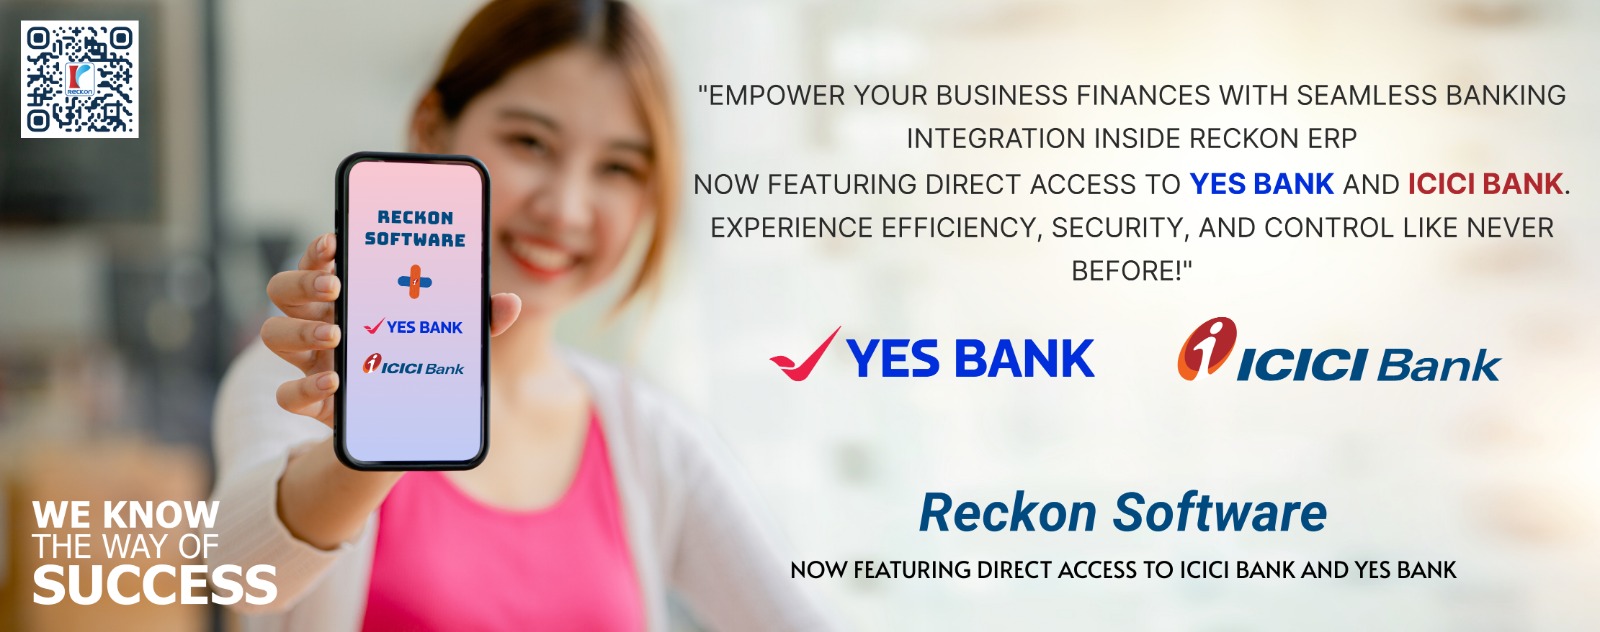 Reckon
"EMPOWER YOUR BUSINESS FINANCES WITH SEAMLESS BANKING
INTEGRATION INSIDE RECKON ERP
NOW FEATURING DIRECT ACCESS TO YES BANK AND ICICI BANK.
EXPERIENCE EFFICIENCY, SECURITY, AND CONTROL LIKE NEVER
BEFORE!"
RECKON
SOFTWARE
YES BANK
ICICI Bank
YES BANK
ICICI Bank
WE KNOW
THE WAY OF
SUCCESS
Reckon Software
NOW FEATURING DIRECT ACCESS TO ICICI BANK AND YES BANK